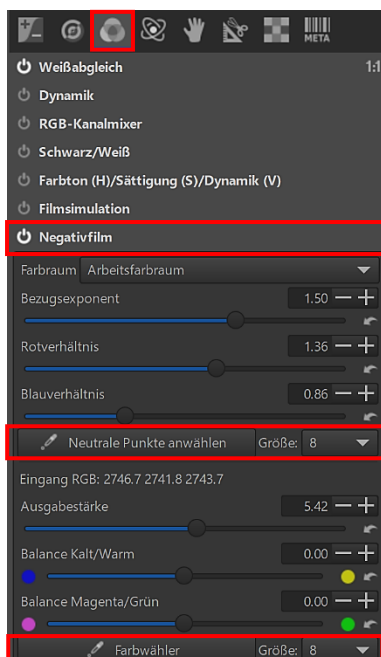 META
Weißabgleich 1:1
Dynamik
RGB-Kanalmixer
Schwarz/Weiß
Farbton (H)/Sättigung (S)/Dynamik (V)
Filmsimulation
Negativfilm
Farbraum Arbeitsfarbraum
Bezugsexponent 1.50
Rotverhältnis 1.36
Blauverhältnis 0.86
Neutrale Punkte anwählen Größe: 8
Eingang RGB: 2746.7 2741.8 2743.7
Ausgabestärke 5.42
Balance Kalt/Warm 0.00
Balance Magenta/Grün 0.00
Farbwähler Größe: 8